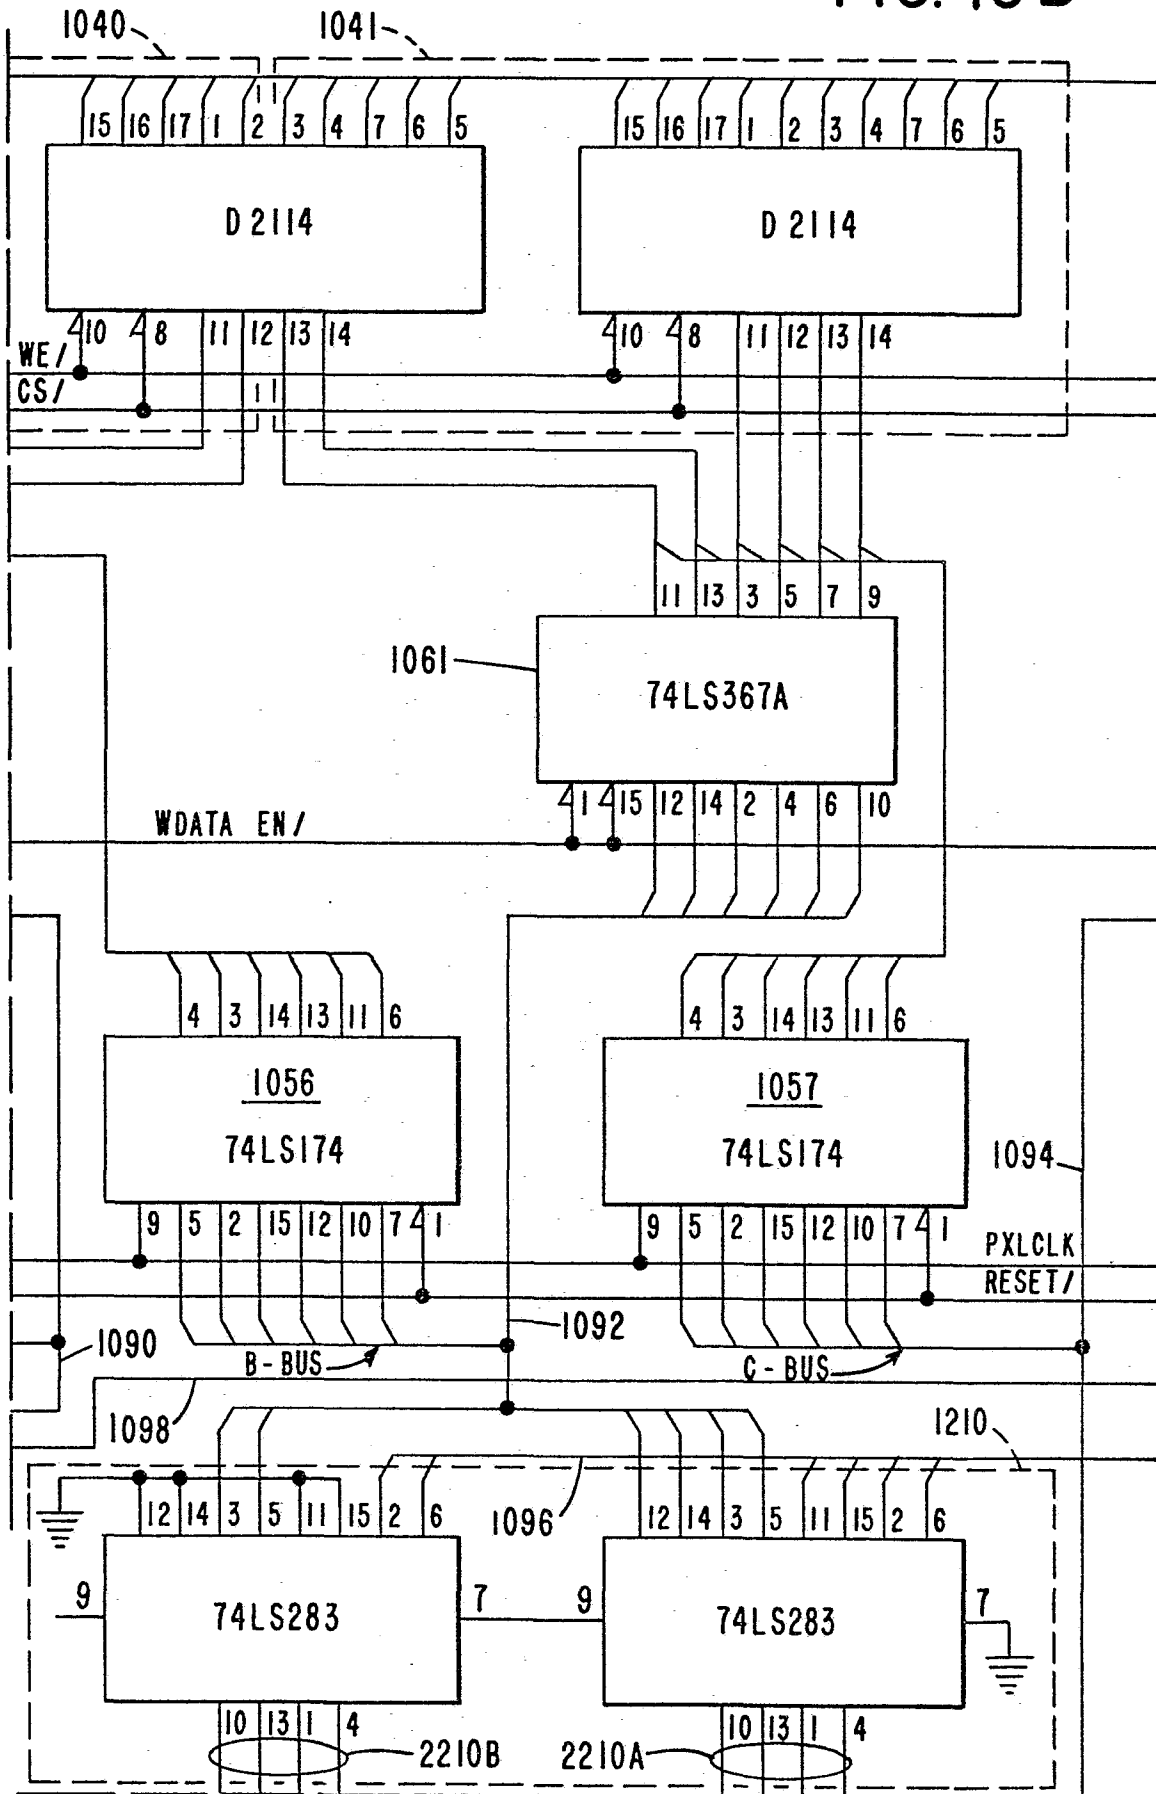 1040 1041
15 16 17 1 2 3 4 7 6 5 15 16 17 1 2 3 4 7 6 5
D 2114 D 2114
10 8 11 12 13 14 10 8 11 12 13 14
WE/
CS/
11 13 3 5 7 9
1061
74LS367A
1 15 12 14 2 4 6 10
WDATA EN/
4 3 14 13 11 6 4 3 14 13 11 6
1056 1057
74LS174 74LS174
1094
9 5 2 15 12 10 7 1 9 5 2 15 12 10 7 1
PXLCLK
RESET/
1090 1092
B-BUS C-BUS
1098 1210
12 14 3 5 11 15 2 6 1096 12 14 3 5 11 15 2 6
9 74LS283 7 9 74LS283 7
10 13 1 4 10 13 1 4
2210B 2210A